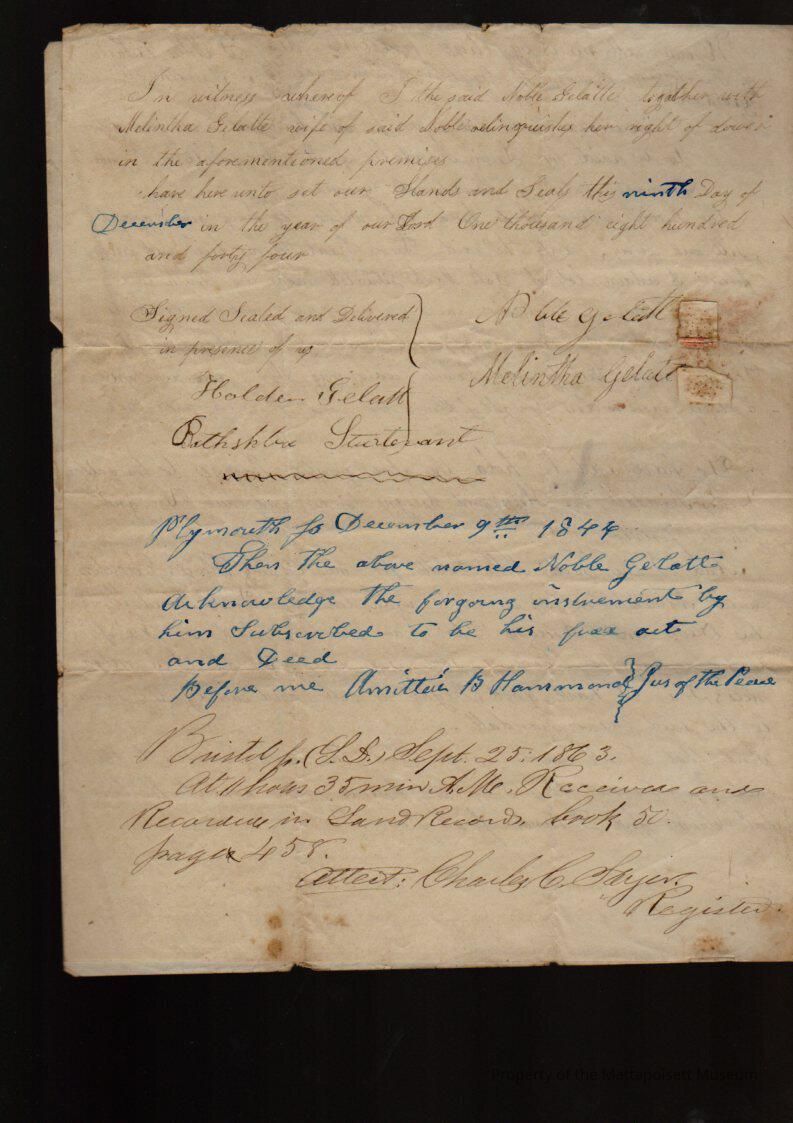 In witness whereof I the said Noble Gelatte together with
Melintha Gelatte wife of said Noble relinquishes her right of dower
in the aforementioned premises
have here unto set our Hands and Seals this ninth Day of
December in the year of our Lord One thousand eight hundred
and forty four
Signed Sealed and Delivered
in presence of us
Noble Gelatt
Melintha Gelatt
Holden Gelatt
Bathsheba Sturtevant
Plymouth ss December 9th 1844
Then the above named Noble Gelatt
Acknowledge the forgoing instrument by
him Subscribed to be his free act
and Deed
Before me Amittai B Hammond Jus of the Peace
Bristol ss. (S.D.) Sept. 25. 1863.
At 11 hours 35 min A.M. Received and
Recorded in Land Records, book 50.
page 458.
Attest: Charles C. Sayer.
Register.
Property of the Mattapoisett Museum